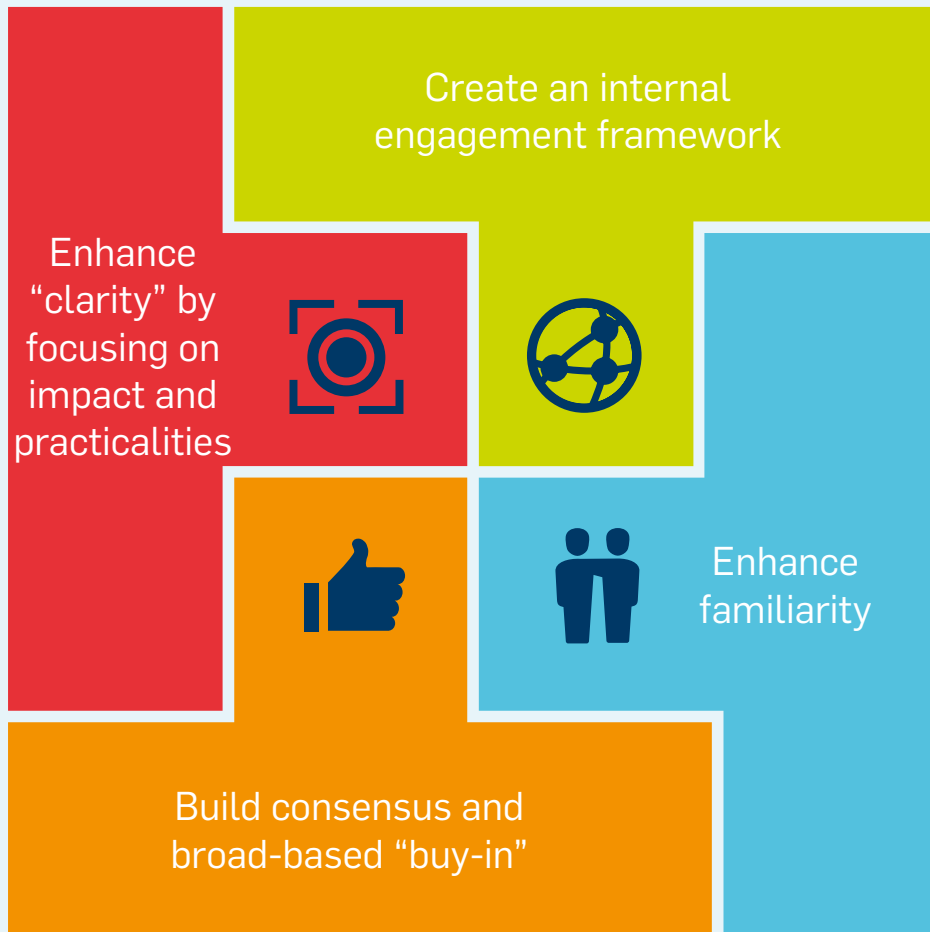 Create an internal
engagement framework
Enhance
“clarity” by
focusing on
impact and
practicalities
Enhance
familiarity
Build consensus and
broad-based “buy-in”